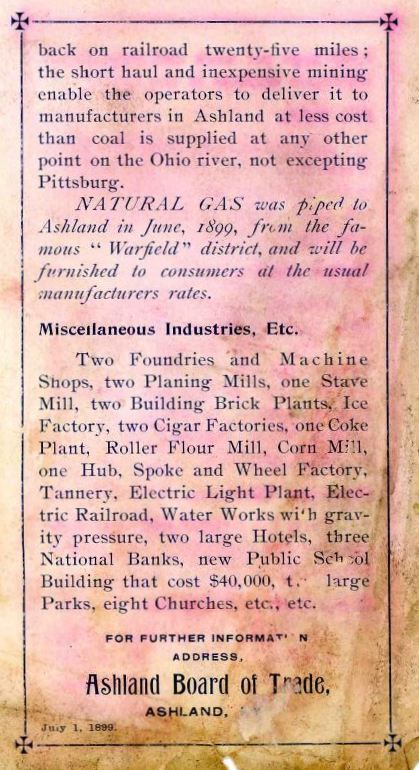 back on railroad twenty-five miles;
the short haul and inexpensive mining
enable the operators to deliver it to
manufacturers in Ashland at less cost
than coal is supplied at any other
point on the Ohio river, not excepting
Pittsburg.
NATURAL GAS was piped to
Ashland in June, 1899, from the fa-
mous “ Warfield” district, and will be
furnished to consumers at the usual
manufacturers rates.
Miscellaneous Industries, Etc.
Two Foundries and Machine
Shops, two Planing Mills, one Stave
Mill, two Building Brick Plants, Ice
Factory, two Cigar Factories, one Coke
Plant, Roller Flour Mill, Corn Mill,
one Hub, Spoke and Wheel Factory,
Tannery, Electric Light Plant, Elec-
tric Railroad, Water Works with grav-
ity pressure, two large Hotels, three
National Banks, new Public School
Building that cost $40,000, large
Parks, eight Churches, etc., etc.
FOR FURTHER INFORMATION
ADDRESS,
Ashland Board of Trade,
ASHLAND,
July 1, 1899.